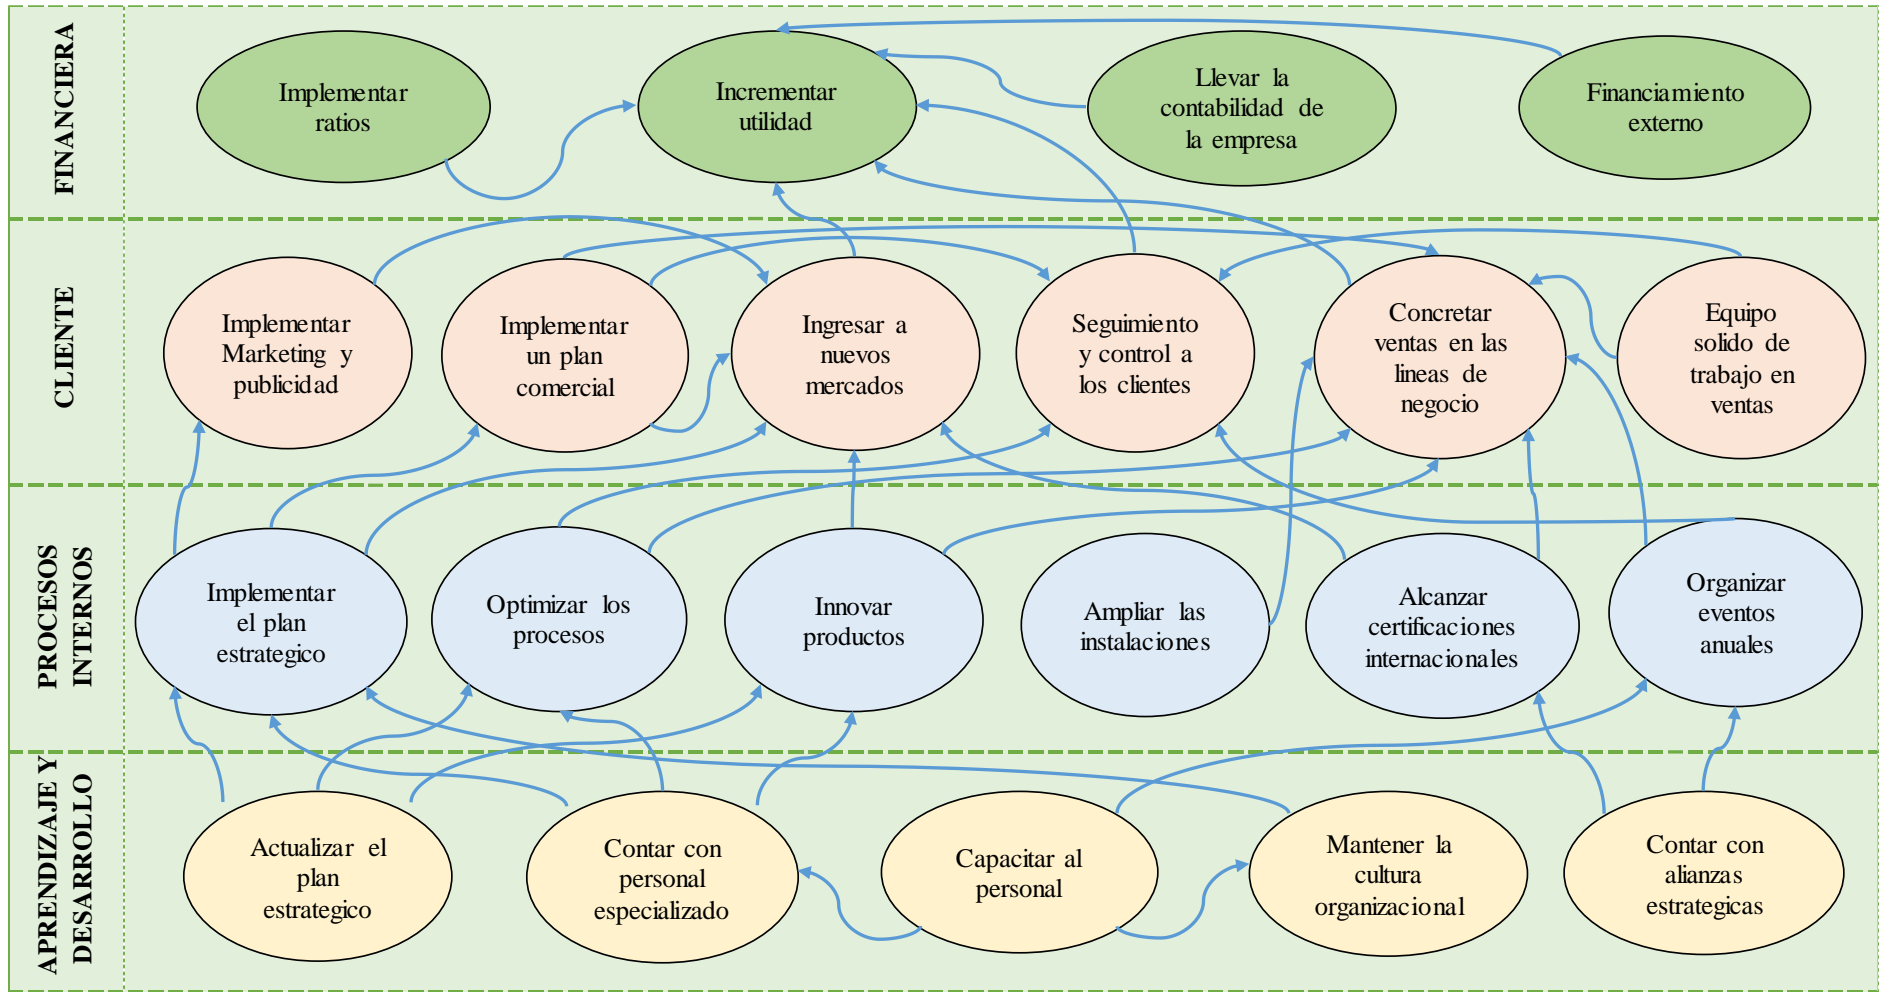 FINANCIERA
Implementar
ratios
Incrementar
utilidad
Llevar la
contabilidad de
la empresa
Financiamiento
externo
CLIENTE
Implementar
Marketing y
publicidad
Implementar
un plan
comercial
Ingresar a
nuevos
mercados
Seguimiento
y control a
los clientes
Concretar
ventas en las
lineas de
negocio
Equipo
solido de
trabajo en
ventas
PROCESOS
INTERNOS
Implementar
el plan
estrategico
Optimizar los
procesos
Innovar
productos
Ampliar las
instalaciones
Alcanzar
certificaciones
internacionales
Organizar
eventos
anuales
APRENDIZAJE Y
DESARROLLO
Actualizar el
plan
estrategico
Contar con
personal
especializado
Capacitar al
personal
Mantener la
cultura
organizacional
Contar con
alianzas
estrategicas